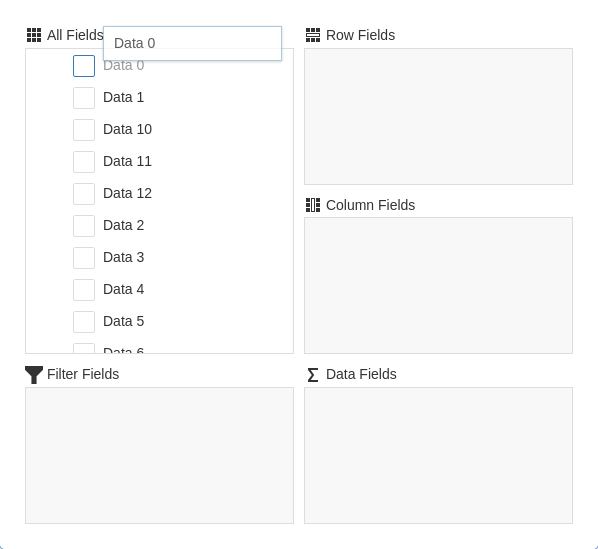 All Fields
Data 0
Data 0
Data 1
Data 10
Data 11
Data 12
Data 2
Data 3
Data 4
Data 5
Data 6
Row Fields
Column Fields
Filter Fields
Data Fields